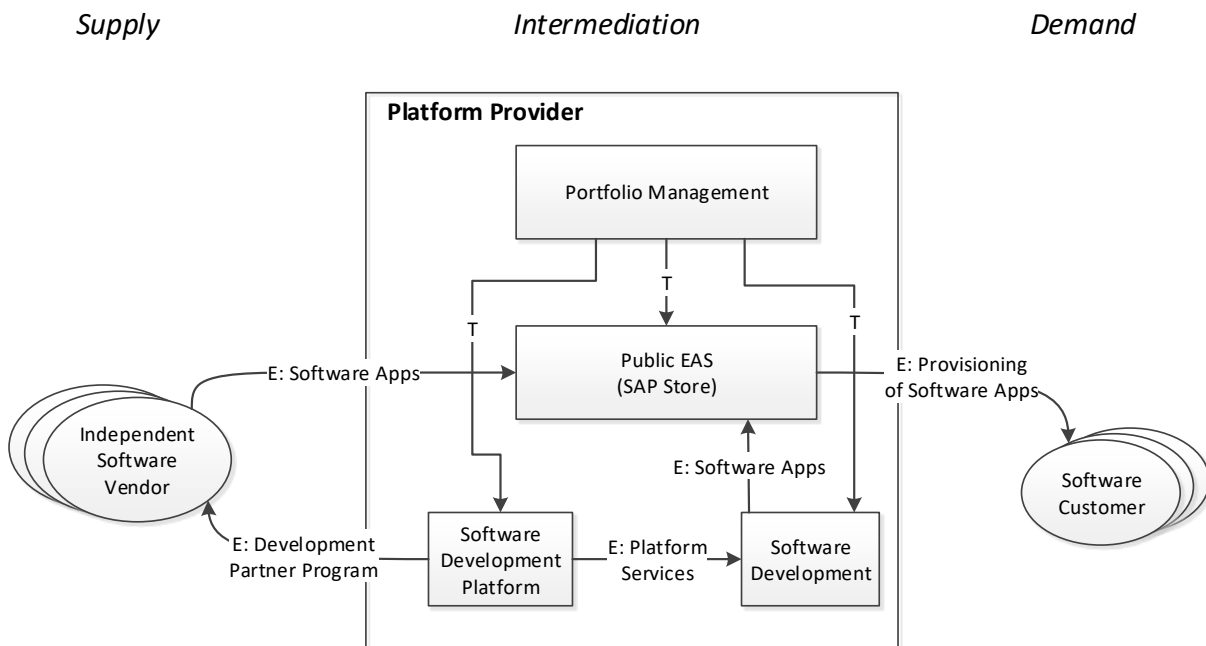 Supply
Intermediation
Demand
Platform Provider
Portfolio Management
T
T
T
Public EAS
(SAP Store)
E: Software Apps
E: Provisioning
of Software Apps
Independent
Software
Vendor
E: Software Apps
Software
Customer
E: Development
Partner Program
Software
Development
Platform
E: Platform
Services
Software
Development